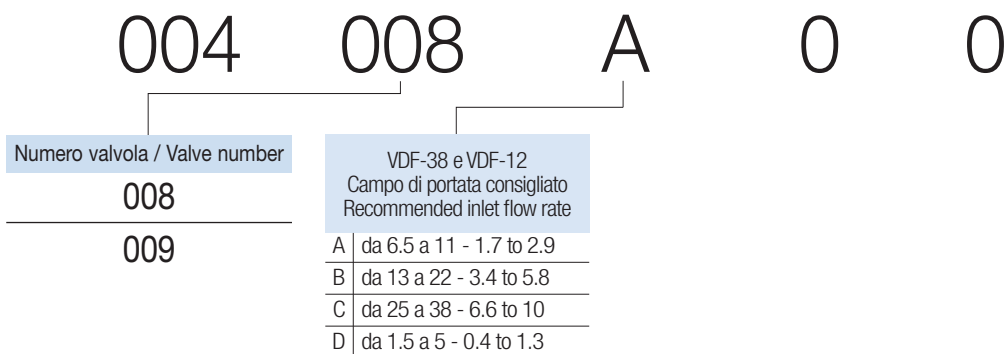 004 008 A 0 0
Numero valvola / Valve number
008
009
VDF-38 e VDF-12
Campo di portata consigliato
Recommended inlet flow rate
A da 6.5 a 11 - 1.7 to 2.9
B da 13 a 22 - 3.4 to 5.8
C da 25 a 38 - 6.6 to 10
D da 1.5 a 5 - 0.4 to 1.3